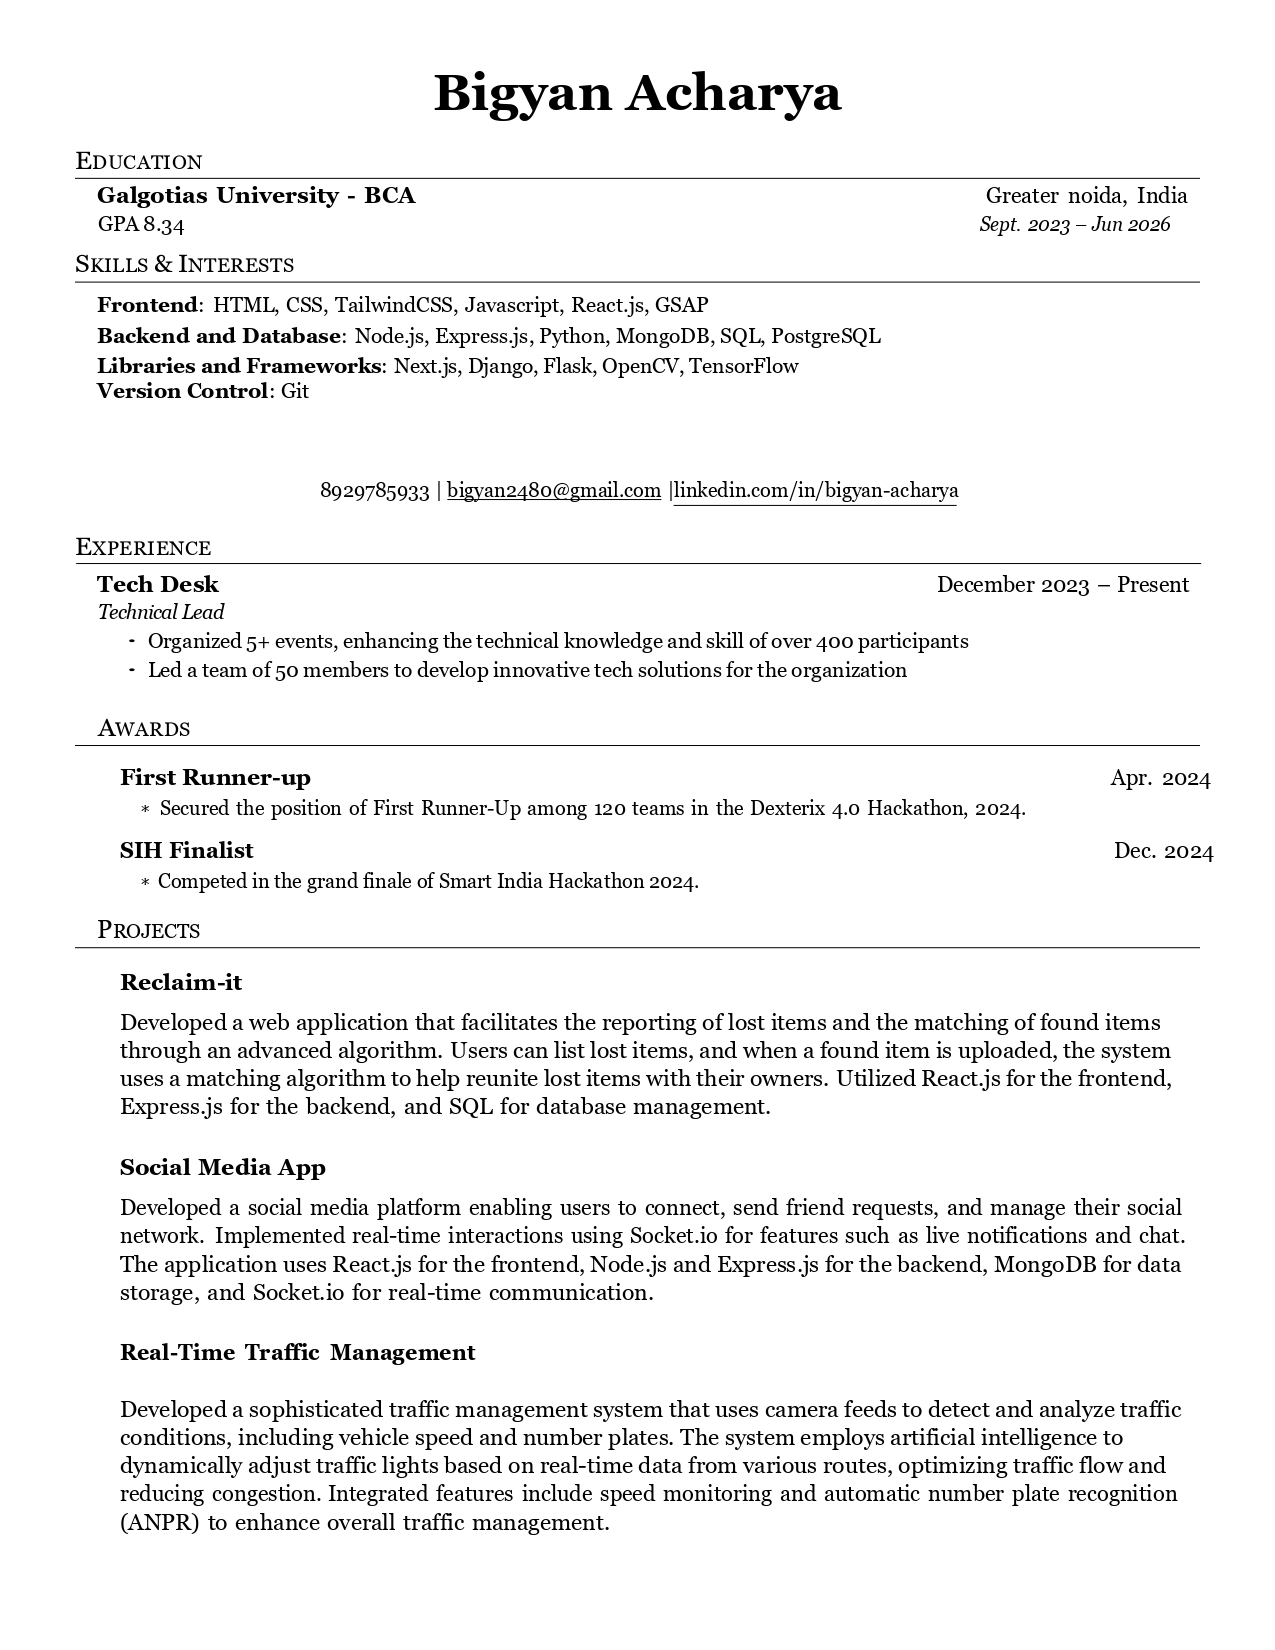 Bigyan Acharya
EDUCATION
Galgotias University - BCA Greater noida, India
GPA 8.34 Sept. 2023 – Jun 2026
SKILLS & INTERESTS
Frontend: HTML, CSS, TailwindCSS, Javascript, React.js, GSAP
Backend and Database: Node.js, Express.js, Python, MongoDB, SQL, PostgreSQL
Libraries and Frameworks: Next.js, Django, Flask, OpenCV, TensorFlow
Version Control: Git
8929785933 | bigyan2480@gmail.com |linkedin.com/in/bigyan-acharya
EXPERIENCE
Tech Desk December 2023 – Present
Technical Lead
- Organized 5+ events, enhancing the technical knowledge and skill of over 400 participants
- Led a team of 50 members to develop innovative tech solutions for the organization
AWARDS
First Runner-up Apr. 2024
* Secured the position of First Runner-Up among 120 teams in the Dexterix 4.0 Hackathon, 2024.
SIH Finalist Dec. 2024
* Competed in the grand finale of Smart India Hackathon 2024.
PROJECTS
Reclaim-it
Developed a web application that facilitates the reporting of lost items and the matching of found items
through an advanced algorithm. Users can list lost items, and when a found item is uploaded, the system
uses a matching algorithm to help reunite lost items with their owners. Utilized React.js for the frontend,
Express.js for the backend, and SQL for database management.
Social Media App
Developed a social media platform enabling users to connect, send friend requests, and manage their social
network. Implemented real-time interactions using Socket.io for features such as live notifications and chat.
The application uses React.js for the frontend, Node.js and Express.js for the backend, MongoDB for data
storage, and Socket.io for real-time communication.
Real-Time Traffic Management
Developed a sophisticated traffic management system that uses camera feeds to detect and analyze traffic
conditions, including vehicle speed and number plates. The system employs artificial intelligence to
dynamically adjust traffic lights based on real-time data from various routes, optimizing traffic flow and
reducing congestion. Integrated features include speed monitoring and automatic number plate recognition
(ANPR) to enhance overall traffic management.